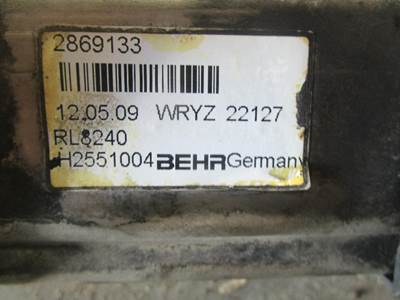 2869133
12.05.09 WRYZ 22127
RL8240
H2551004 BEHR Germany